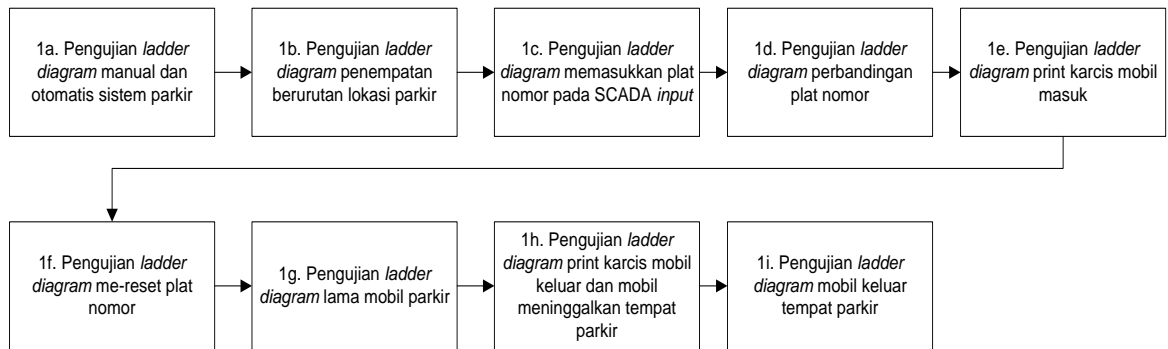 1a. Pengujian ladder
diagram manual dan
otomatis sistem parkir
1b. Pengujian ladder
diagram penempatan
berurutan lokasi parkir
1c. Pengujian ladder
diagram memasukkan plat
nomor pada SCADA input
1d. Pengujian ladder
diagram perbandingan
plat nomor
1e. Pengujian ladder
diagram print karcis mobil
masuk
1f. Pengujian ladder
diagram me-reset plat
nomor
1g. Pengujian ladder
diagram lama mobil parkir
1h. Pengujian ladder
diagram print karcis mobil
keluar dan mobil
meninggalkan tempat
parkir
1i. Pengujian ladder
diagram mobil keluar
tempat parkir